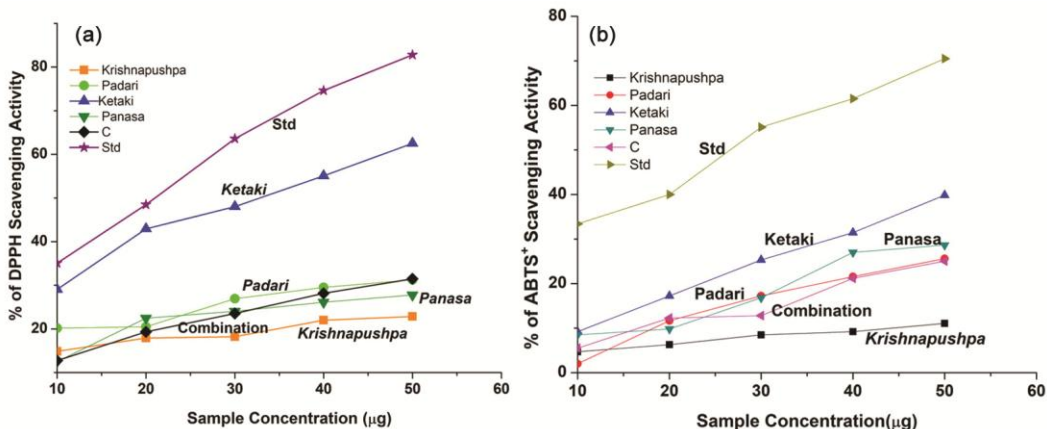 (a)
% of DPPH Scavenging Activity
80
60
40
20
Krishnapushpa
Padari
Ketaki
Panasa
C
Std
Std
Ketaki
Padari
Panasa
Combination
Krishnapushpa
10 20 30 40 50 60
Sample Concentration (μg)
(b)
% of ABTS+ Scavenging Activity
80
60
40
20
0
Krishnapushpa
Padari
Ketaki
Panasa
C
Std
Std
Ketaki
Panasa
Padari
Combination
Krishnapushpa
10 20 30 40 50 60
Sample Concentration(μg)